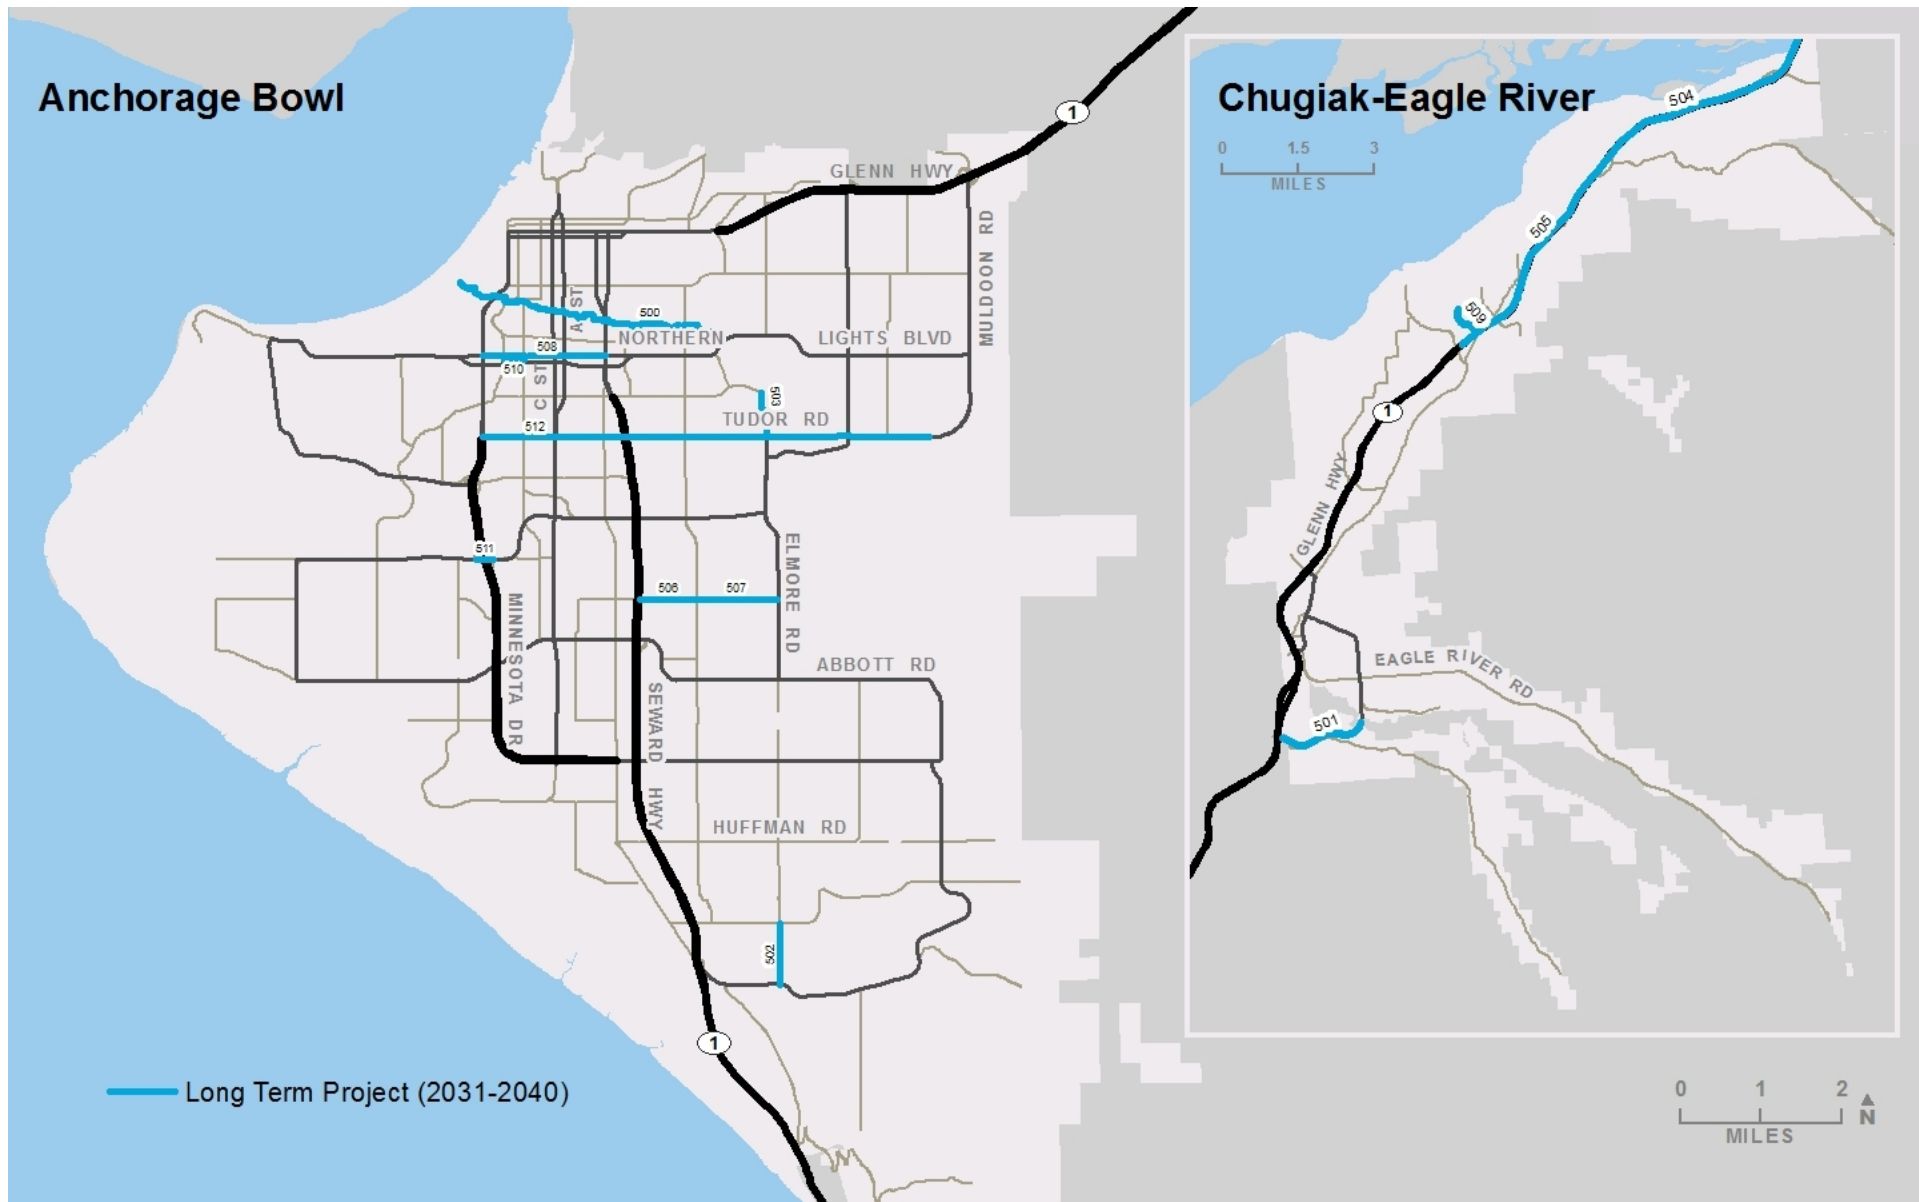 Anchorage Bowl
1
GLENN HWY
MULDOON RD
A ST
500
NORTHERN
LIGHTS BLVD
508
510
C ST
503
TUDOR RD
512
511
506
507
ELMORE RD
MINNESOTA DR
ABBOTT RD
SEWARD HWY
HUFFMAN RD
502
1
Long Term Project (2031-2040)
Chugiak-Eagle River
0 1.5 3
MILES
504
505
509
1
GLENN HWY
EAGLE RIVER RD
501
0 1 2
MILES
N